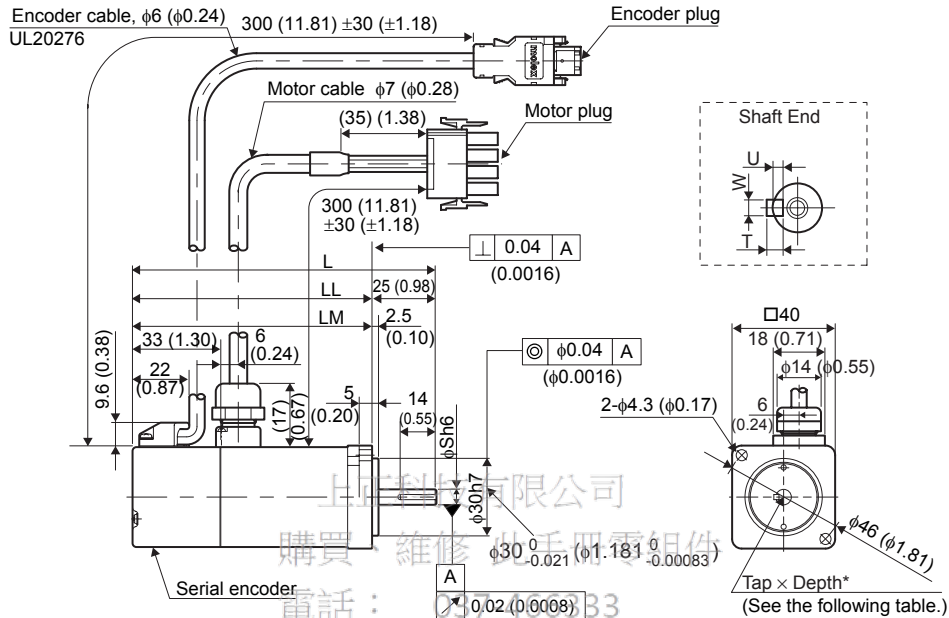 Encoder cable, ϕ6 (ϕ0.24)
UL20276
300 (11.81) ±30 (±1.18)
Encoder plug
molex
Motor cable ϕ7 (ϕ0.28)
(35) (1.38)
Motor plug
300 (11.81)
±30 (±1.18)
Shaft End
U
W
T
⊥ 0.04 A
(0.0016)
L
LL
25 (0.98)
LM
2.5
(0.10)
33 (1.30)
6
(0.24)
22
(0.87)
9.6 (0.38)
(17)
(0.67)
5
(0.20)
14
(0.55)
ϕSh6
ϕ30h7
◎ ϕ0.04 A
(ϕ0.0016)
□40
18 (0.71)
ϕ14 (ϕ0.55)
2-ϕ4.3 (ϕ0.17)
6
(0.24)
ϕ46 (ϕ1.81)
上正科技有限公司
購買、維修 此手冊零組件
ϕ30 0 -0.021 (ϕ1.181 0 -0.00083)
Serial encoder
A
電話： 037-466333
↗ 0.02 (0.0008)
Tap × Depth*
(See the following table.)